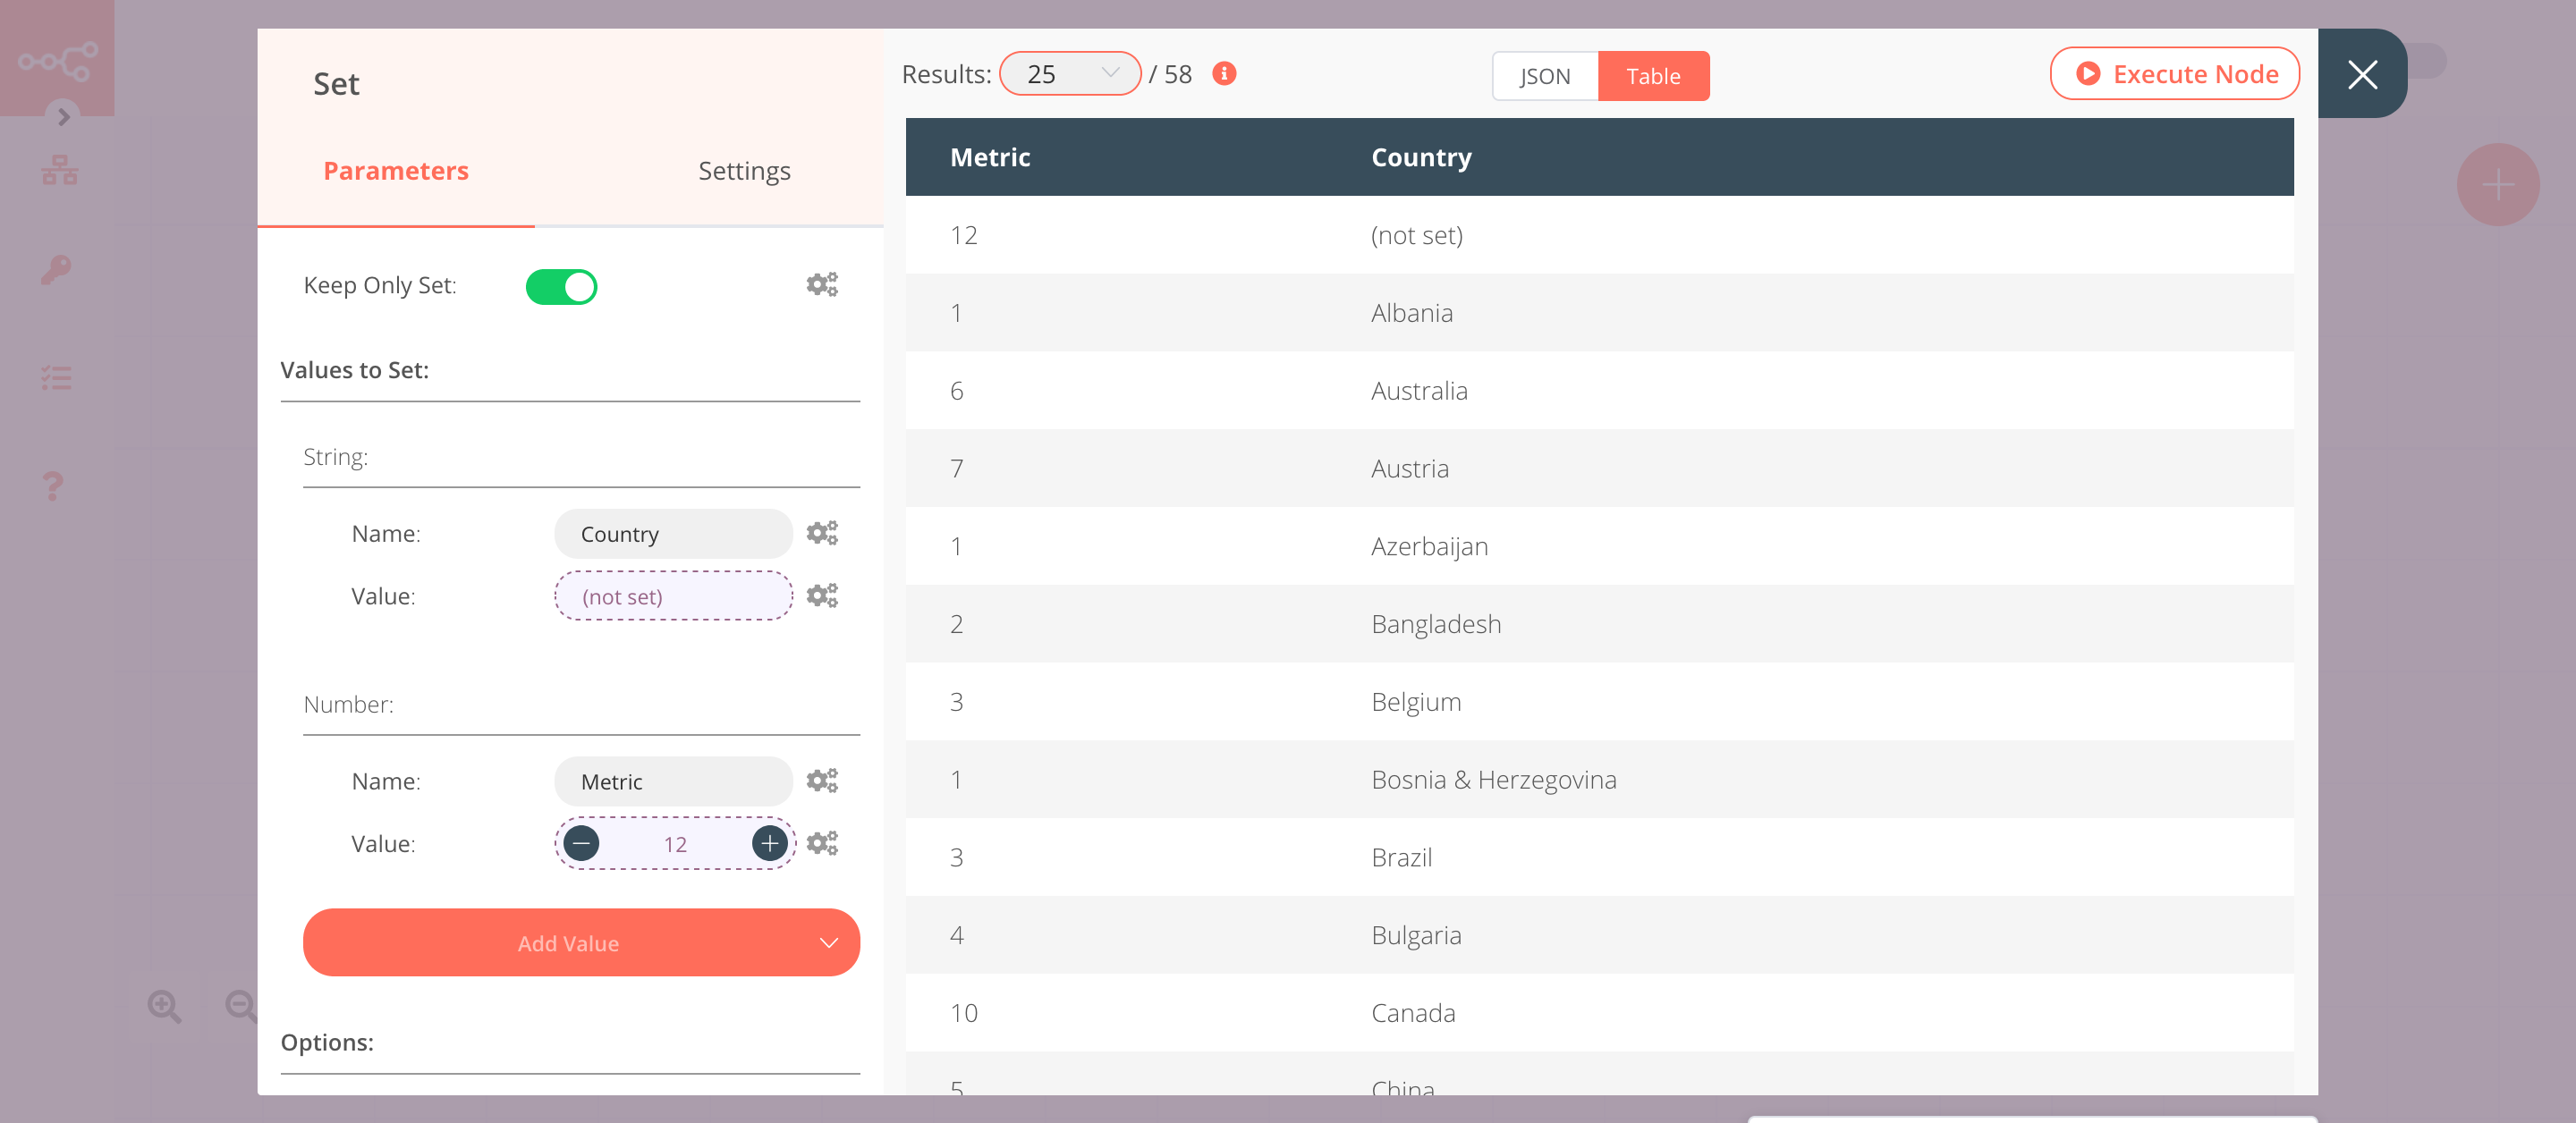 Set
Parameters
Settings
Keep Only Set:
Values to Set:
String:
Name: Country
Value: (not set)
Number:
Name: Metric
Value: 12
Add Value
Options:
Results: 25 / 58
JSON Table
Execute Node
Metric Country
12 (not set)
1 Albania
6 Australia
7 Austria
1 Azerbaijan
2 Bangladesh
3 Belgium
1 Bosnia & Herzegovina
3 Brazil
4 Bulgaria
10 Canada
5 China